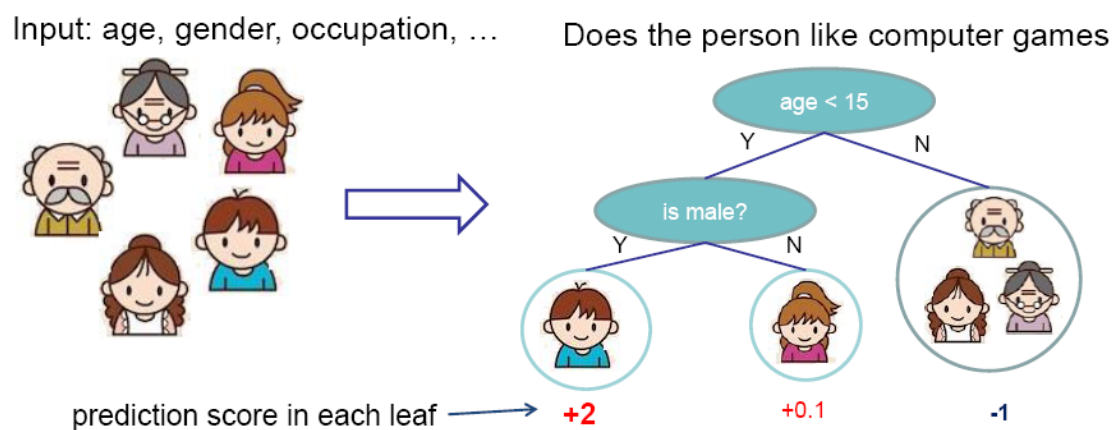 Input: age, gender, occupation, …
Does the person like computer games
age < 15
Y
N
is male?
Y
N
prediction score in each leaf
+2
+0.1
-1